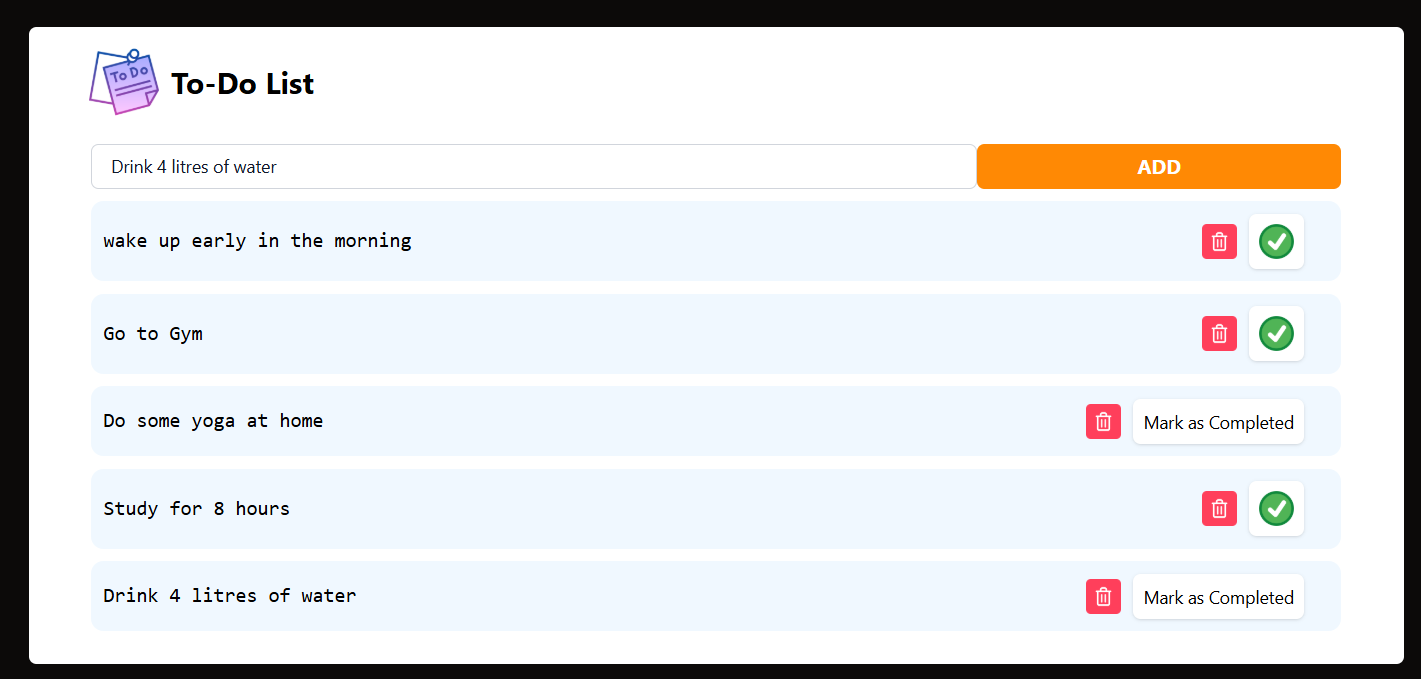 To Do
To-Do List
Drink 4 litres of water
ADD
wake up early in the morning
Go to Gym
Do some yoga at home
Mark as Completed
Study for 8 hours
Drink 4 litres of water
Mark as Completed